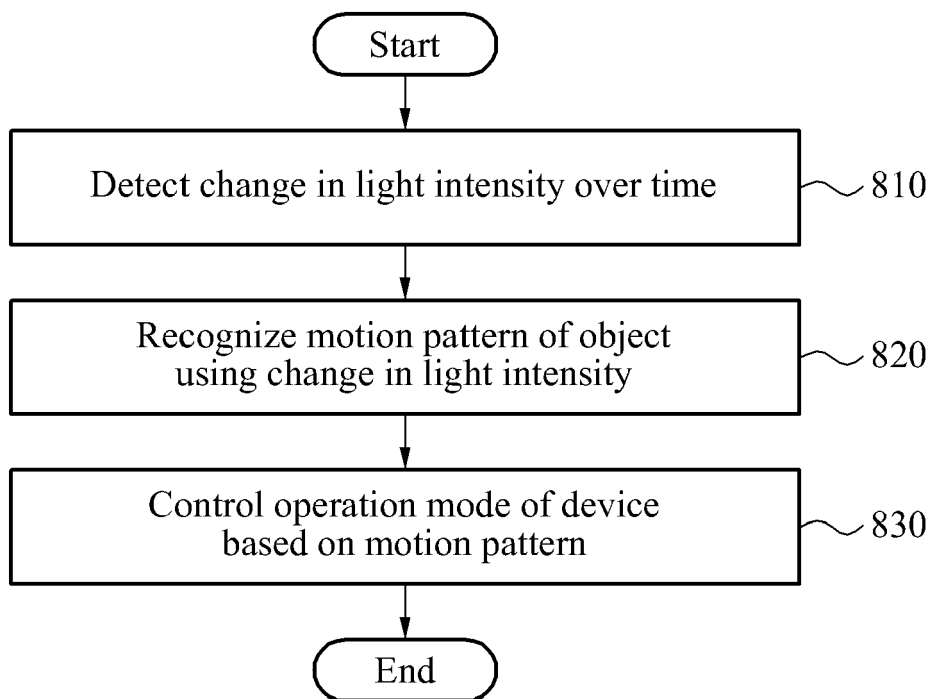 Start
Detect change in light intensity over time
810
Recognize motion pattern of object
using change in light intensity
820
Control operation mode of device
based on motion pattern
830
End